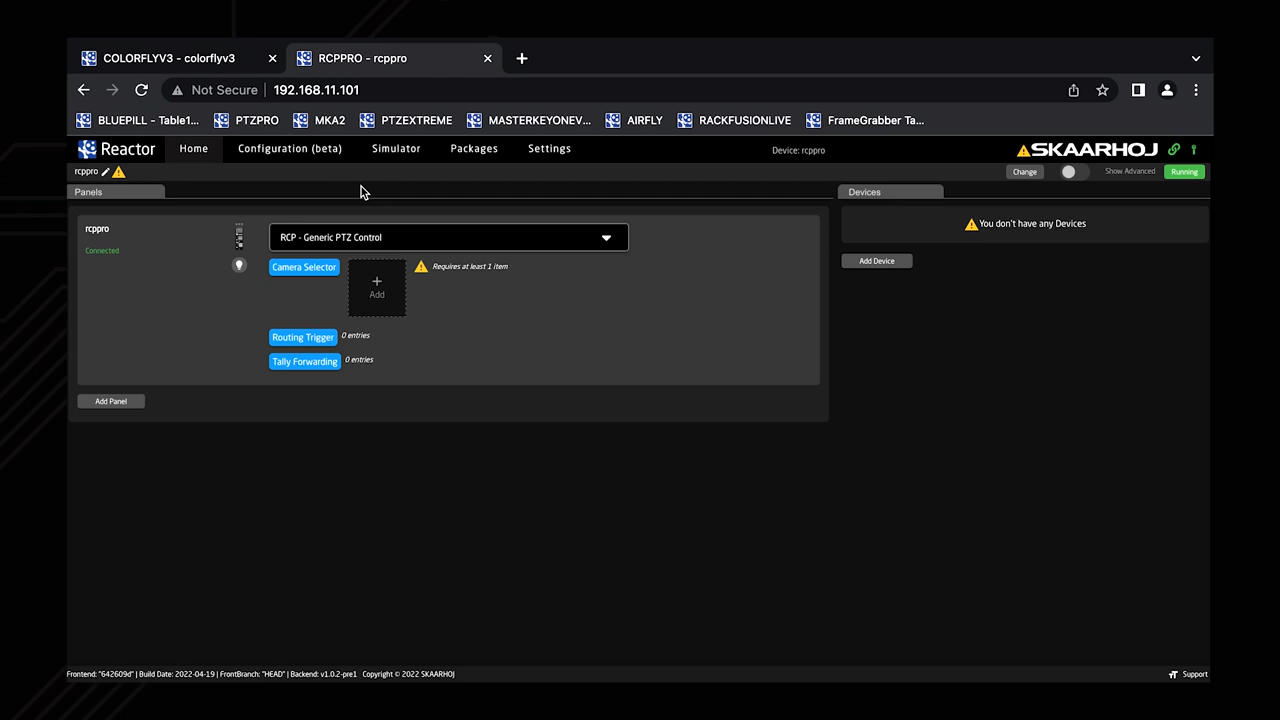 COLORFLYV3 - colorflyv3
RCPPRO - rcppro
Not Secure
192.168.11.101
BLUEPILL - Table1...
PTZPRO
MKA2
PTZEXTREME
MASTERKEYONEV...
AIRFLY
RACKFUSIONLIVE
FrameGrabber Ta...
Reactor
Home
Configuration (beta)
Simulator
Packages
Settings
Device: rcppro
SKAARHOJ
rcppro
Change
Show Advanced
Running
Panels
Devices
rcppro
Connected
RCP - Generic PTZ Control
Camera Selector
+
Add
Requires at least 1 item
Routing Trigger
0 entries
Tally Forwarding
0 entries
Add Panel
You don't have any Devices
Add Device
Frontend: "642609d" | Build Date: 2022-04-19 | FrontBranch: "HEAD" | Backend: v1.0.2-pre1 Copyright © 2022 SKAARHOJ
Support